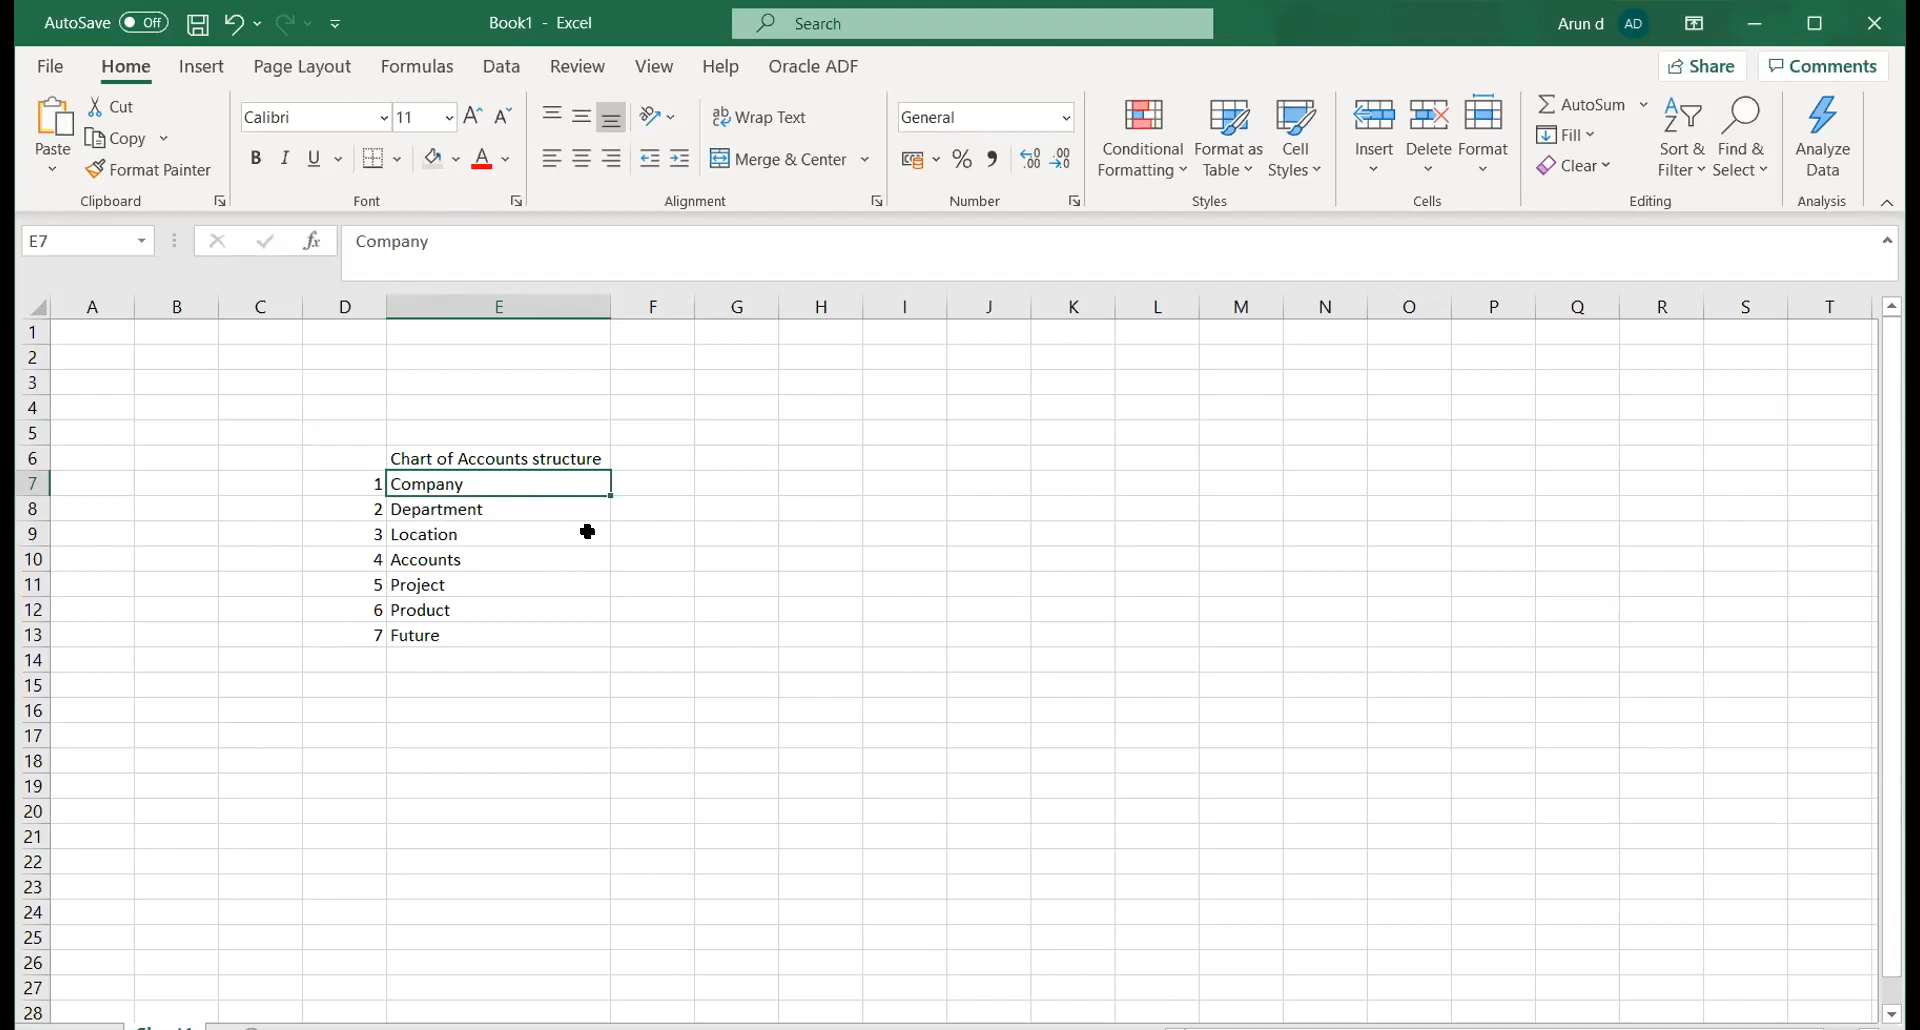 AutoSave Off Book1 - Excel Search Arun d AD
File Home Insert Page Layout Formulas Data Review View Help Oracle ADF Share Comments
Paste Cut Copy Format Painter Clipboard
Calibri 11 B I U A Font
Wrap Text Merge & Center Alignment
General % Number
Conditional Formatting Format as Table Cell Styles Styles
Insert Delete Format Cells
AutoSum Fill Clear Sort & Filter Find & Select Editing
Analyze Data Analysis
E7 fx Company
A B C D E F G H I J K L M N O P Q R S T
1
2
3
4
5
6 Chart of Accounts structure
7 1 Company
8 2 Department
9 3 Location
10 4 Accounts
11 5 Project
12 6 Product
13 7 Future
14
15
16
17
18
19
20
21
22
23
24
25
26
27
28